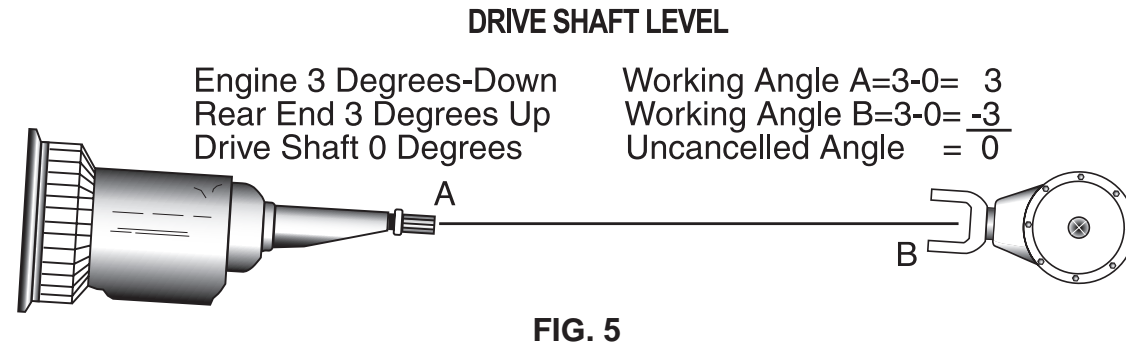 DRIVE SHAFT LEVEL
Engine 3 Degrees-Down
Rear End 3 Degrees Up
Drive Shaft 0 Degrees
Working Angle A=3-0= 3
Working Angle B=3-0= -3
Uncancelled Angle = 0
A
B
FIG. 5